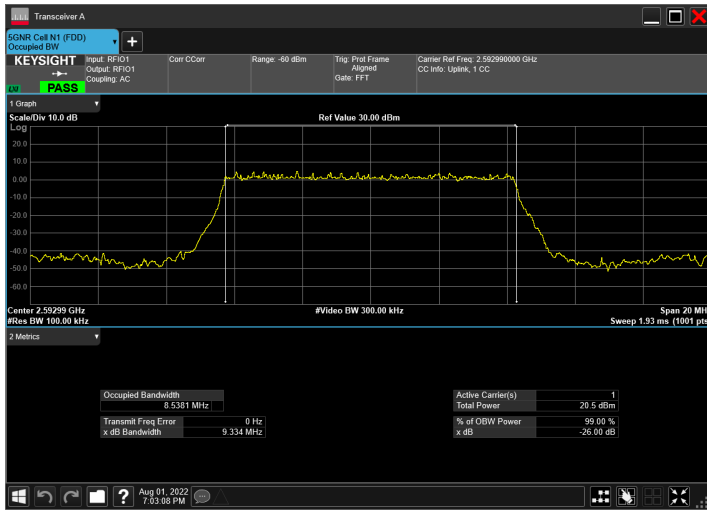 Transceiver A
5GNR Cell N1 (FDD)
Occupied BW
KEYSIGHT
LXI
PASS
Input: RFIO1
Output: RFIO1
Coupling: AC
Corr CCorr
Range: -60 dBm
Trig: Prot Frame
Aligned
Gate: FFT
Carrier Ref Freq: 2.592990000 GHz
CC Info: Uplink, 1 CC
1 Graph
Scale/Div 10.0 dB
Ref Value 30.00 dBm
Log
20.0
10.0
0.00
-10.0
-20.0
-30.0
-40.0
-50.0
-60.0
Center 2.59299 GHz
#Video BW 300.00 kHz
Span 20 MH
#Res BW 100.00 kHz
Sweep 1.93 ms (1001 pts
2 Metrics
Occupied Bandwidth
8.5381 MHz
Active Carrier(s) 1
Total Power 20.5 dBm
Transmit Freq Error 0 Hz
x dB Bandwidth 9.334 MHz
% of OBW Power 99.00 %
x dB -26.00 dB
?
Aug 01, 2022
7:03:08 PM